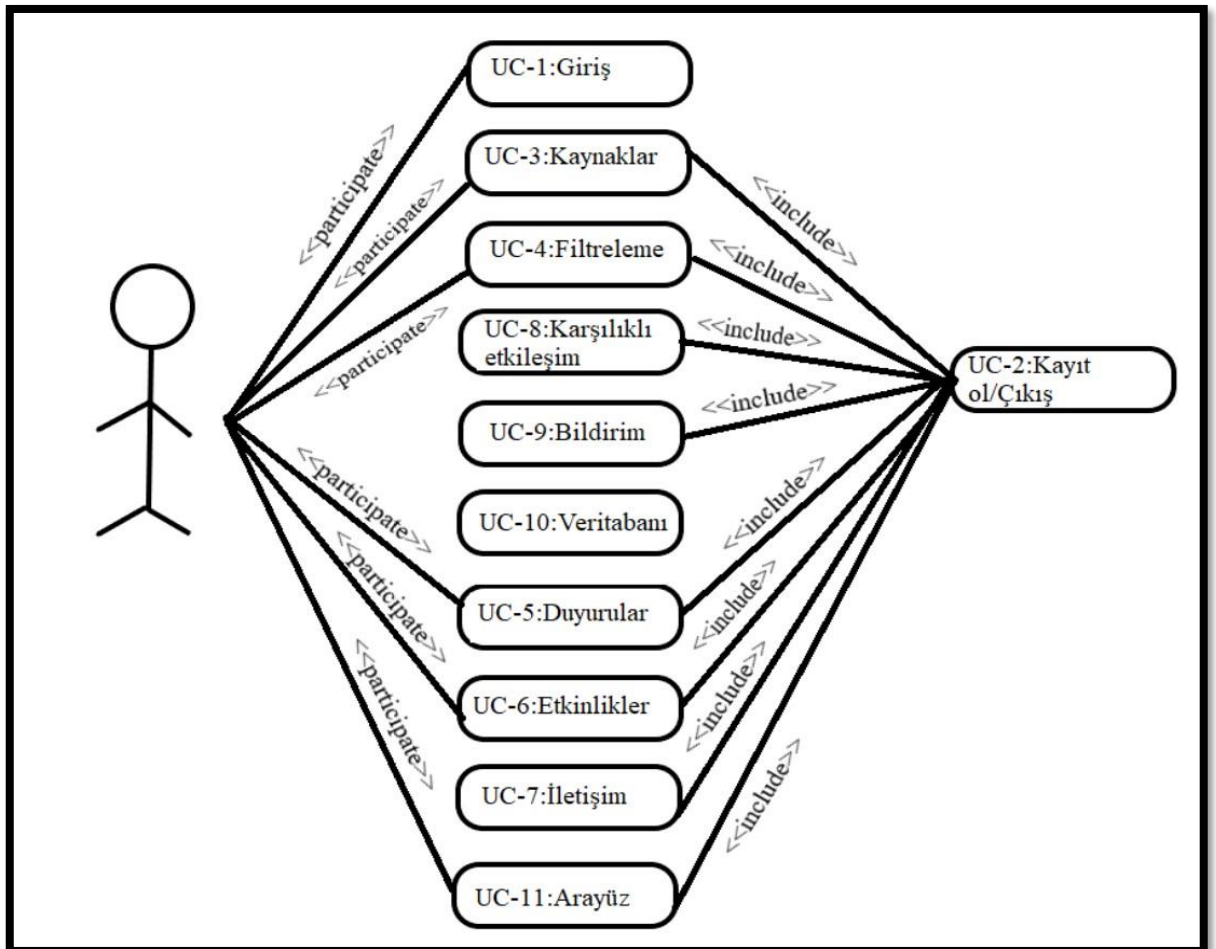 UC-1:Giriş
<<participate>>
UC-3:Kaynaklar
<<participate>>
<<include>>
UC-4:Filtreleme
<<participate>>
<<include>>
UC-8:Karşılıklı
etkileşim
<<include>>
UC-2:Kayıt
ol/Çıkış
UC-9:Bildirim
<<include>>
UC-10:Veritabanı
<<participate>>
<<include>>
UC-5:Duyurular
<<participate>>
<<include>>
UC-6:Etkinlikler
<<participate>>
<<include>>
UC-7:İletişim
<<include>>
UC-11:Arayüz